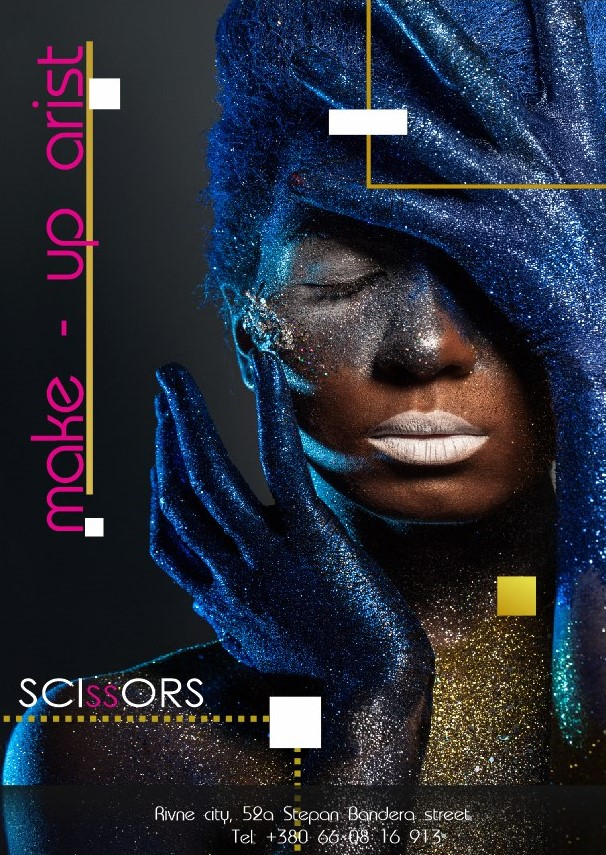 make - up arist
SCIssORS
Rivne city, 52a Stepan Bandera street
Tel: +380 66-08 16 913